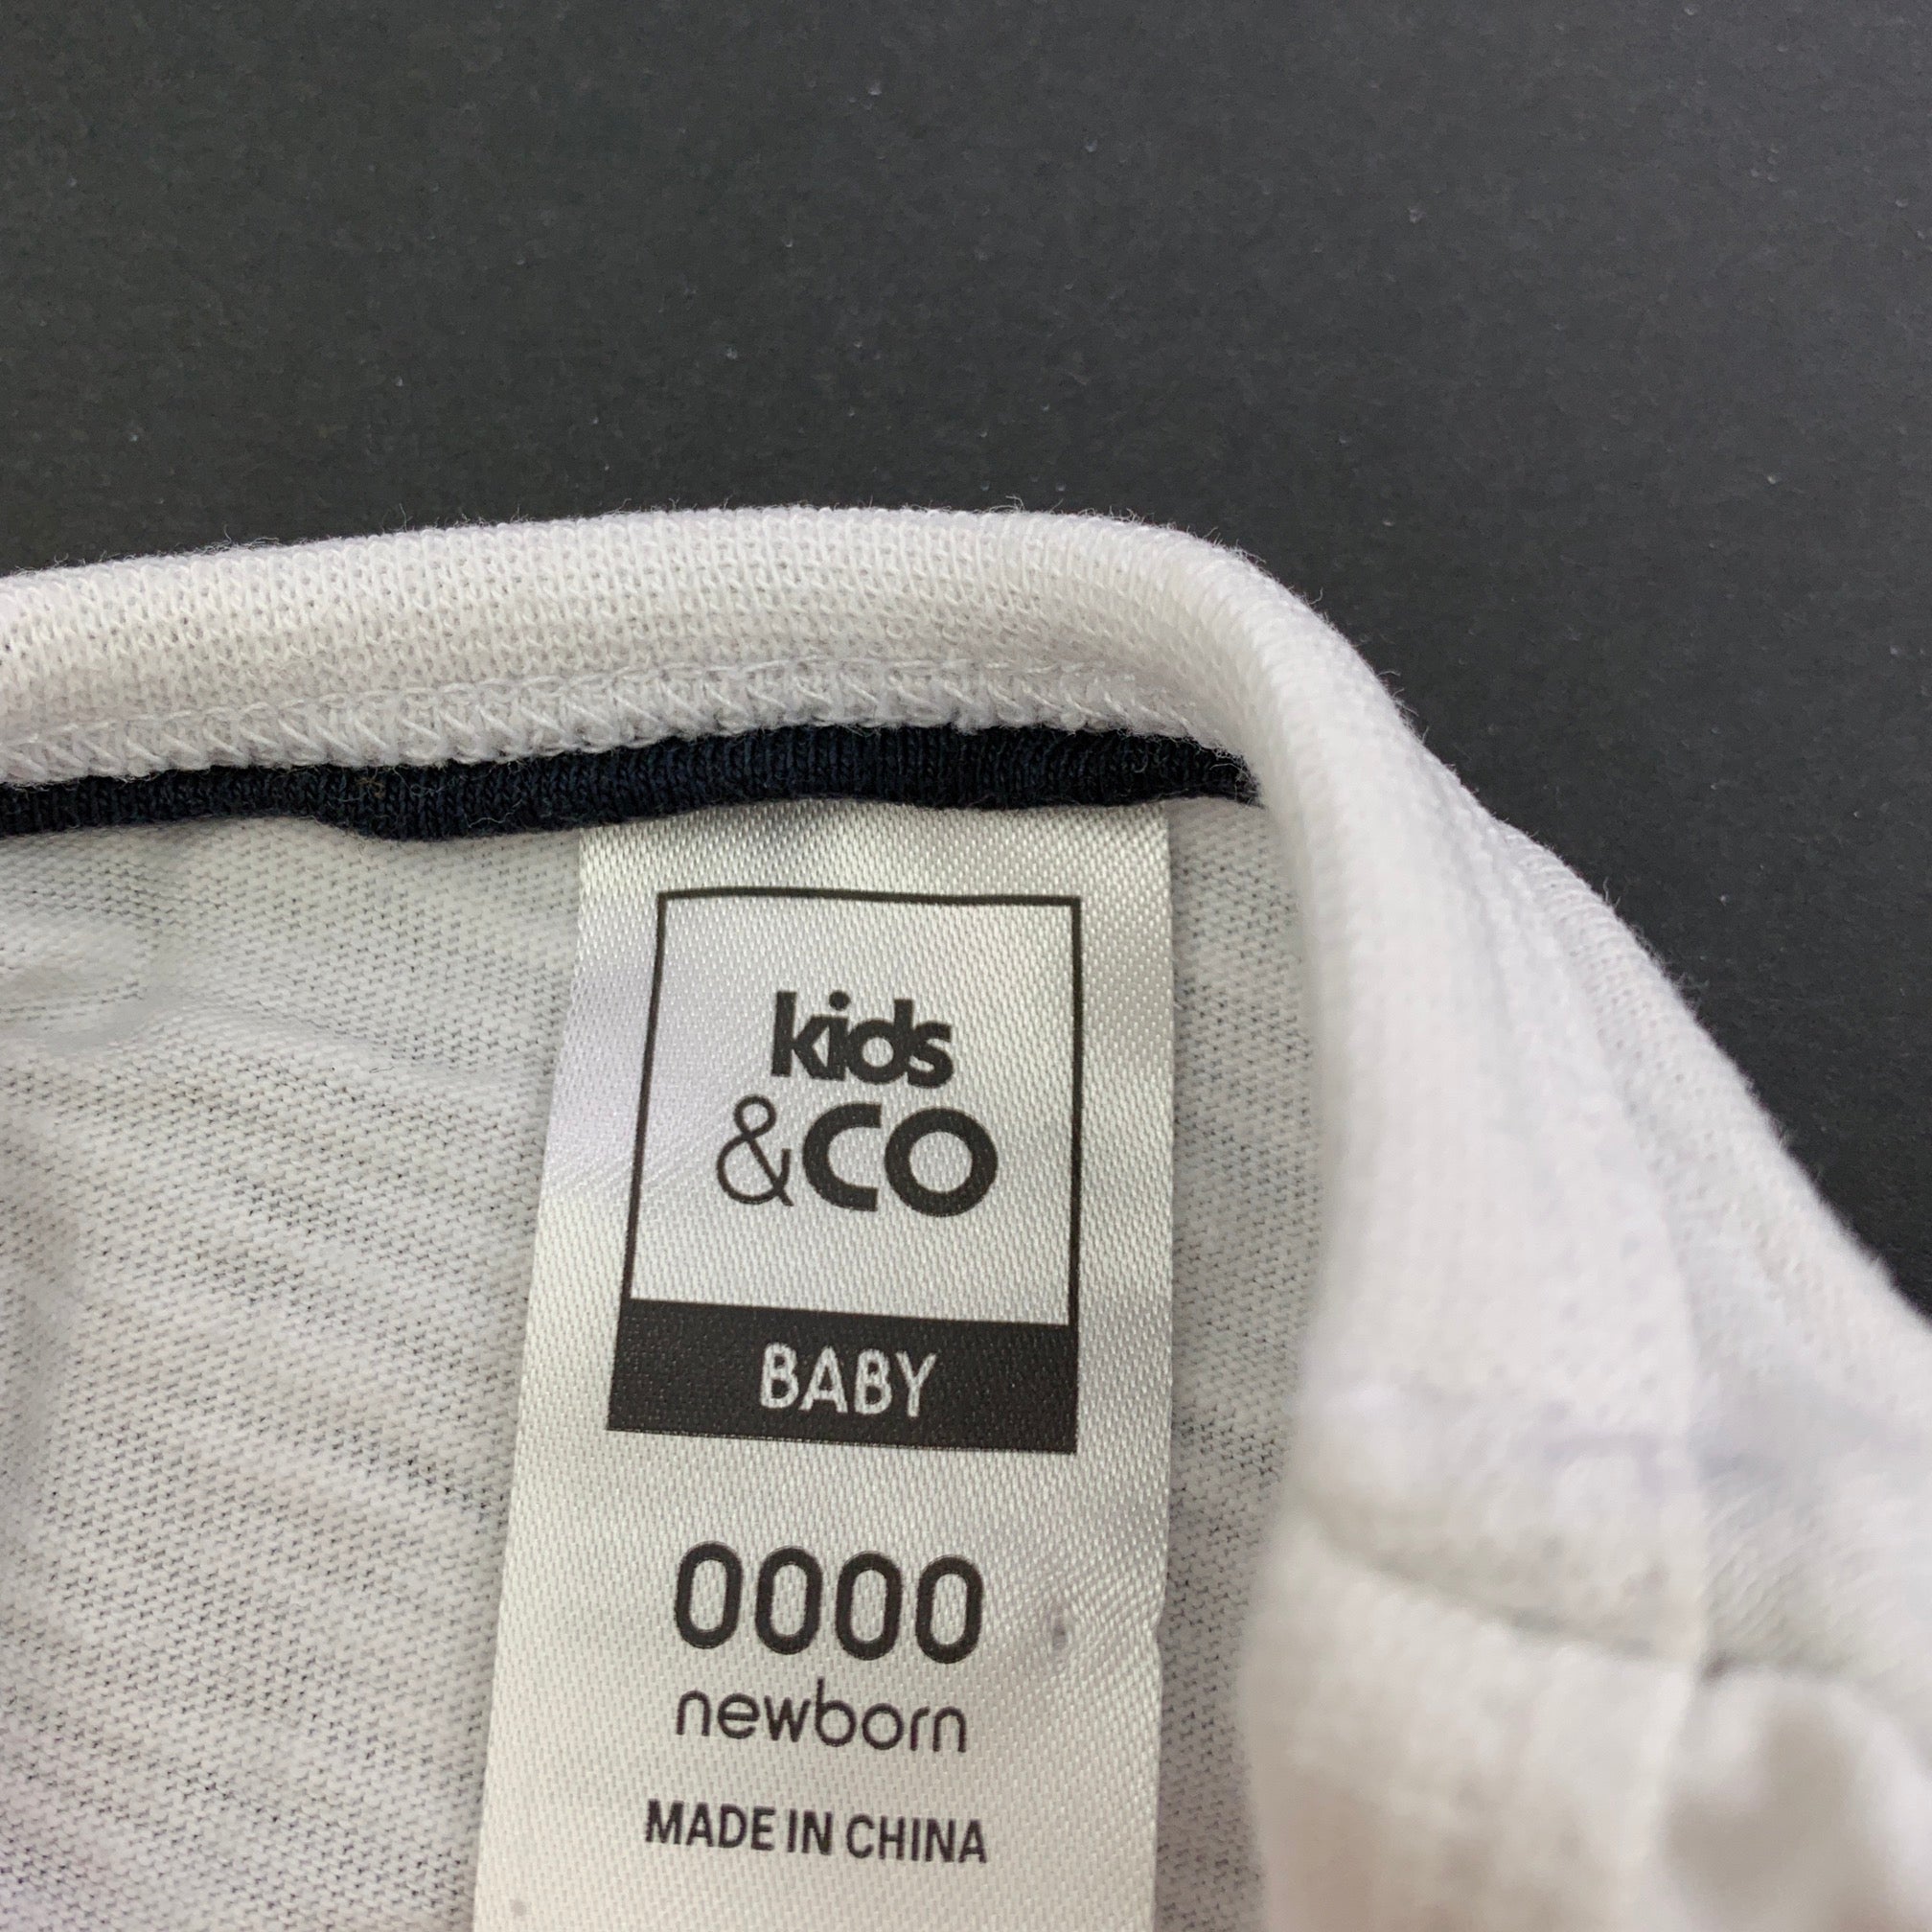 kids
&CO
BABY
0000
newborn
MADE IN CHINA